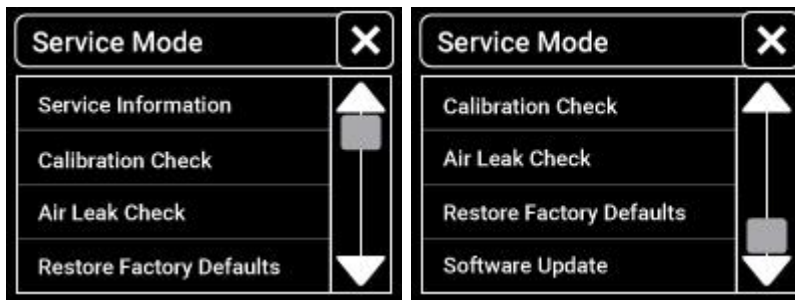 Service Mode
Service Information
Calibration Check
Air Leak Check
Restore Factory Defaults
Service Mode
Calibration Check
Air Leak Check
Restore Factory Defaults
Software Update